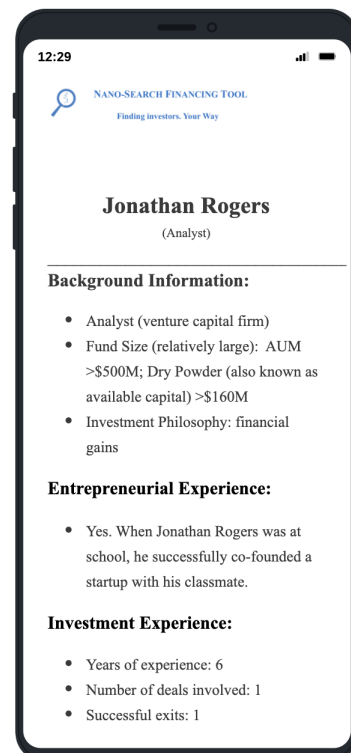 12:29
NANO-SEARCH FINANCING TOOL
Finding investors. Your Way
Jonathan Rogers
(Analyst)
Background Information:
• Analyst (venture capital firm)
• Fund Size (relatively large): AUM
>$500M; Dry Powder (also known as
available capital) >$160M
• Investment Philosophy: financial
gains
Entrepreneurial Experience:
• Yes. When Jonathan Rogers was at
school, he successfully co-founded a
startup with his classmate.
Investment Experience:
• Years of experience: 6
• Number of deals involved: 1
• Successful exits: 1